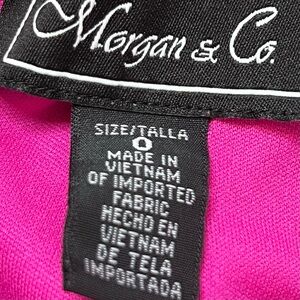 Morgan & Co.
SIZE/TALLA
0
MADE IN
VIETNAM
OF IMPORTED
FABRIC
HECHO EN
VIETNAM
DE TELA
IMPORTADA